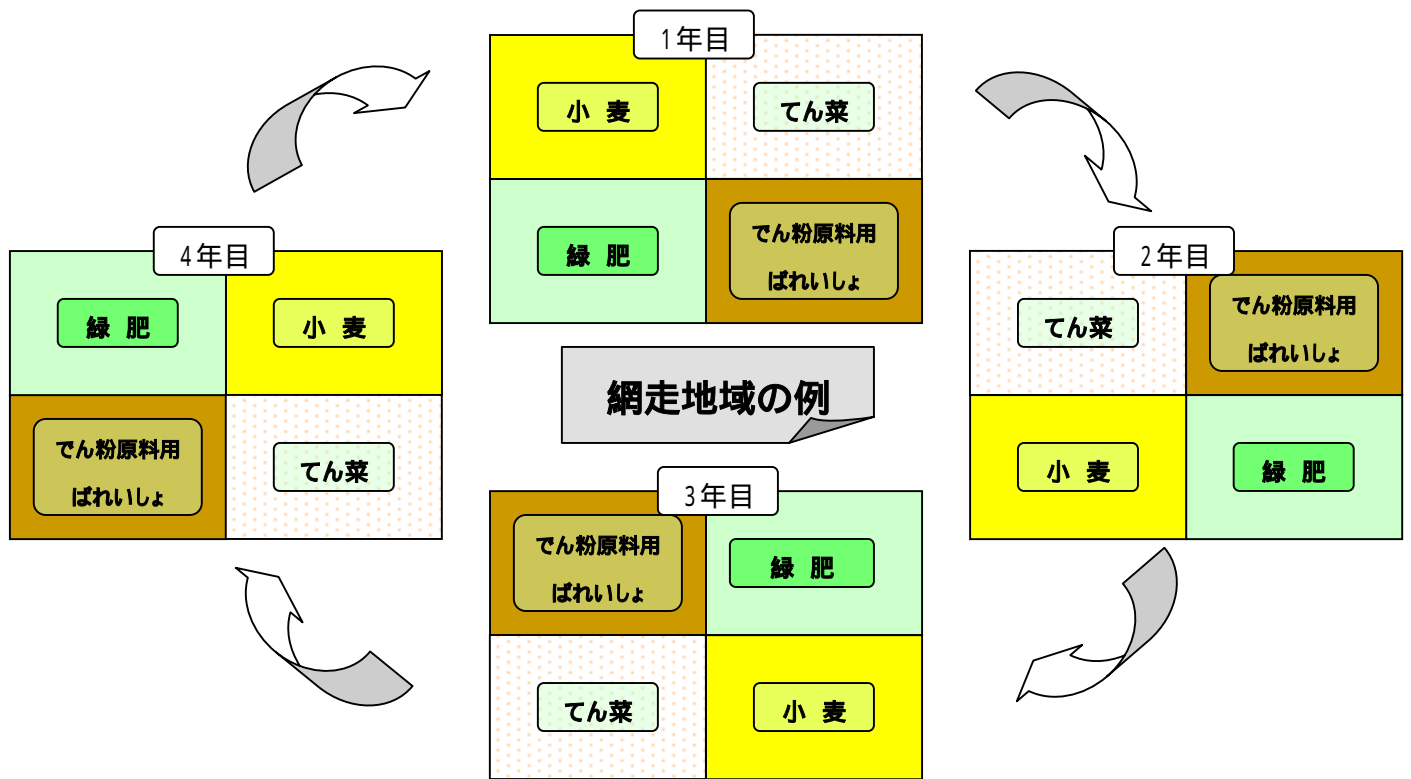 1年目
小 麦
てん菜
緑 肥
でん粉原料用
ばれいしょ
2年目
てん菜
でん粉原料用
ばれいしょ
小 麦
緑 肥
3年目
でん粉原料用
ばれいしょ
緑 肥
てん菜
小 麦
4年目
緑 肥
小 麦
でん粉原料用
ばれいしょ
てん菜
網走地域の例